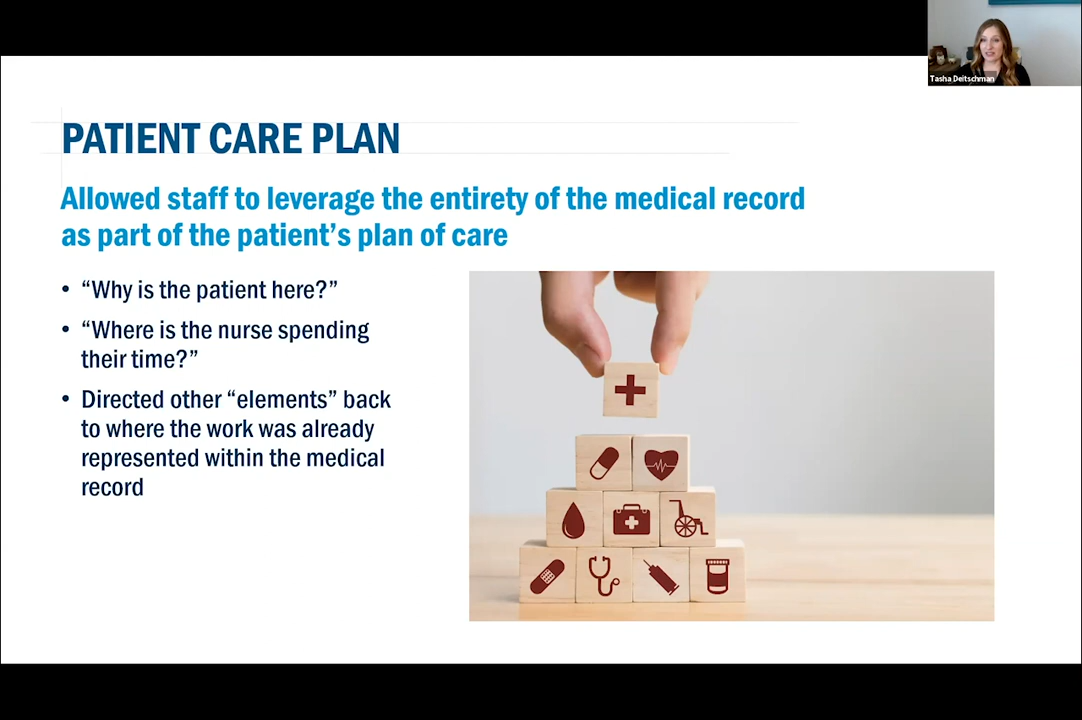 Tasha Deitschman
PATIENT CARE PLAN
Allowed staff to leverage the entirety of the medical record
as part of the patient’s plan of care
• “Why is the patient here?”
• “Where is the nurse spending
their time?”
• Directed other “elements” back
to where the work was already
represented within the medical
record